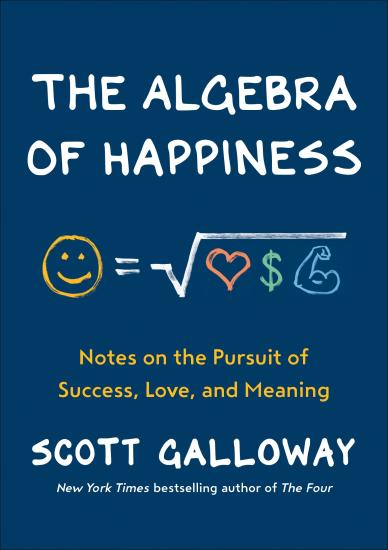 THE ALGEBRA
OF HAPPINESS
= √ $
Notes on the Pursuit of
Success, Love, and Meaning
SCOTT GALLOWAY
New York Times bestselling author of The Four